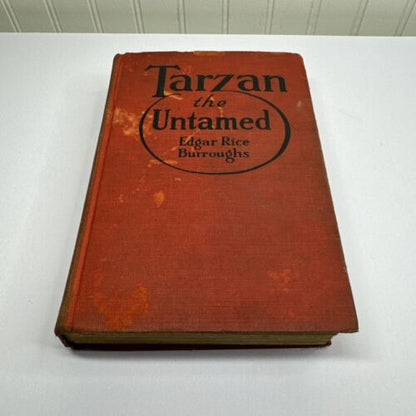 Tarzan
the
Untamed
Edgar Rice
Burroughs